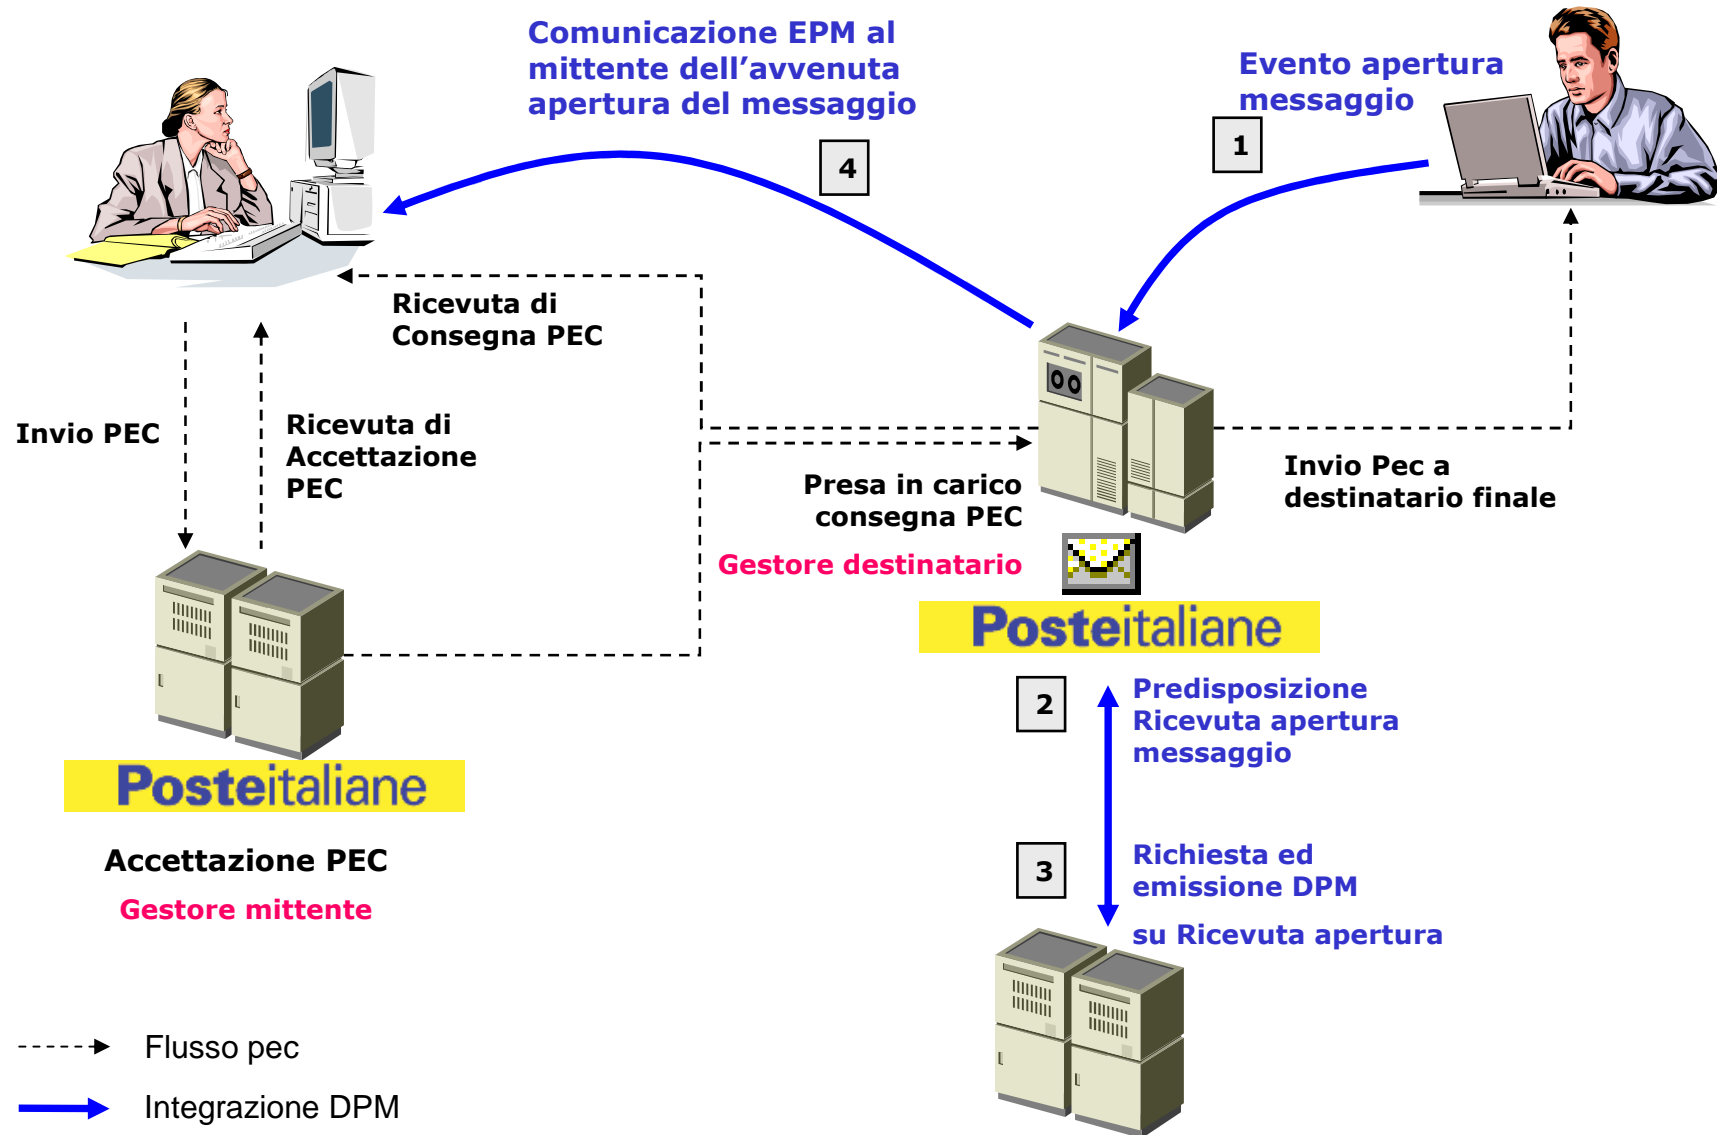 Comunicazione EPM al
mittente dell’avvenuta
apertura del messaggio
Evento apertura
messaggio
1
4
Ricevuta di
Consegna PEC
Invio PEC
Ricevuta di
Accettazione
PEC
Presa in carico
consegna PEC
Gestore destinatario
Invio Pec a
destinatario finale
Posteitaliane
2
Predisposizione
Ricevuta apertura
messaggio
Posteitaliane
Accettazione PEC
Gestore mittente
3
Richiesta ed
emissione DPM
su Ricevuta apertura
Flusso pec
Integrazione DPM